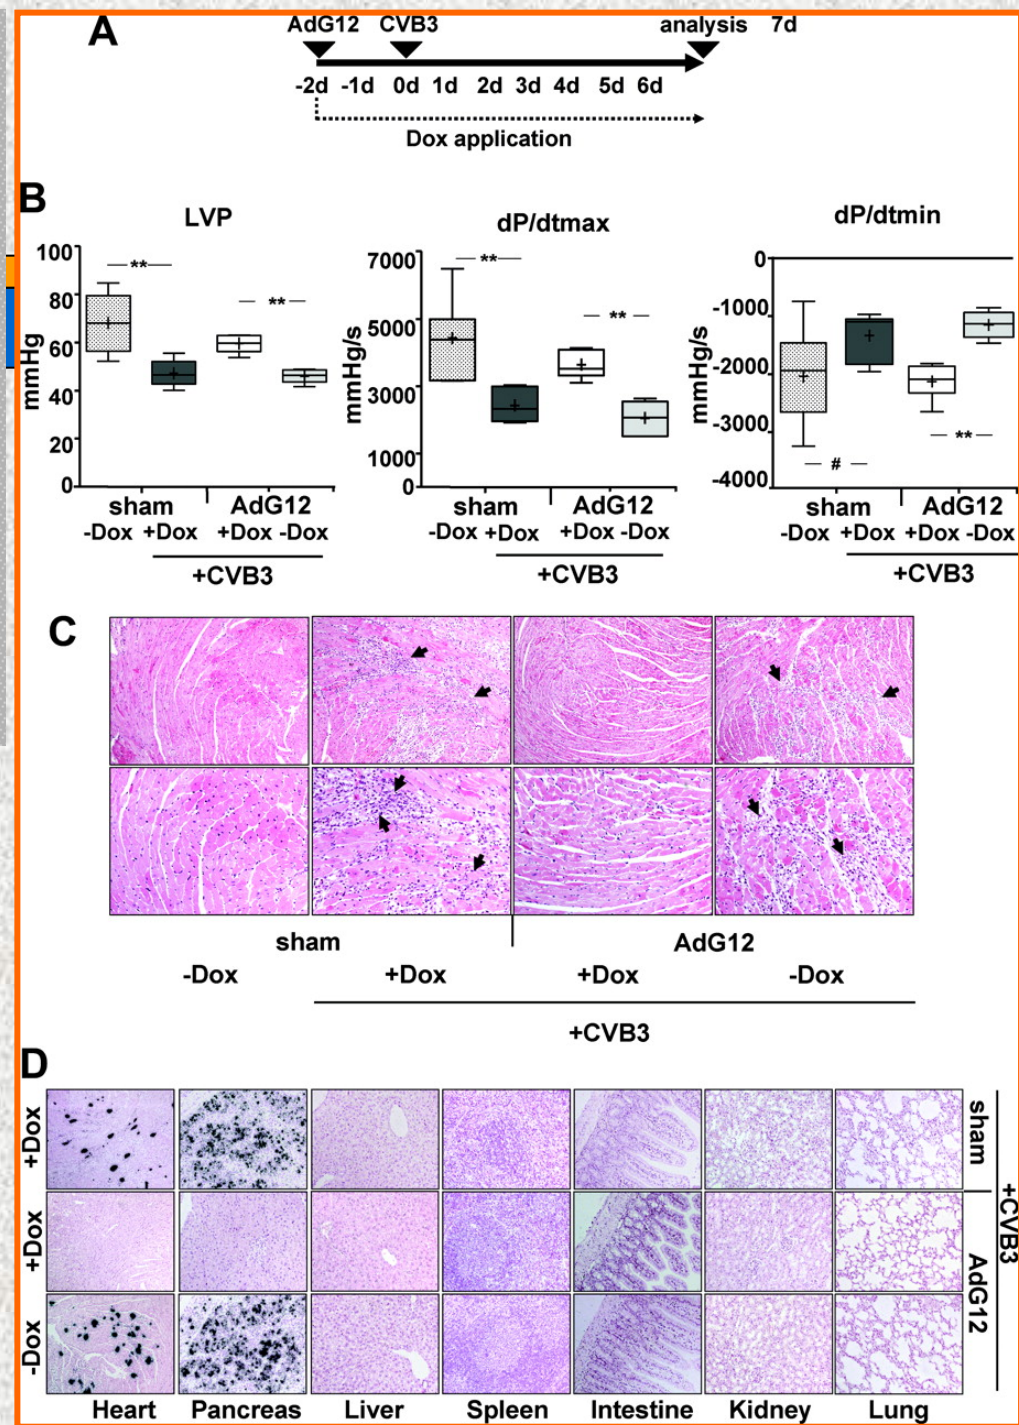 A
AdG12 CVB3 analysis 7d
-2d -1d 0d 1d 2d 3d 4d 5d 6d
Dox application
B
LVP
mmHg
100
80
60
40
20
0
**
**
sham AdG12
-Dox +Dox +Dox -Dox
+CVB3
dP/dtmax
mmHg/s
7000
5000
3000
1000
0
**
**
sham AdG12
-Dox +Dox +Dox -Dox
+CVB3
dP/dtmin
mmHg/s
0
-1000
-2000
-3000
-4000
#
**
sham AdG12
-Dox +Dox +Dox -Dox
+CVB3
C
sham AdG12
-Dox +Dox +Dox -Dox
+CVB3
D
+Dox
+Dox
-Dox
sham
AdG12
+CVB3
Heart Pancreas Liver Spleen Intestine Kidney Lung